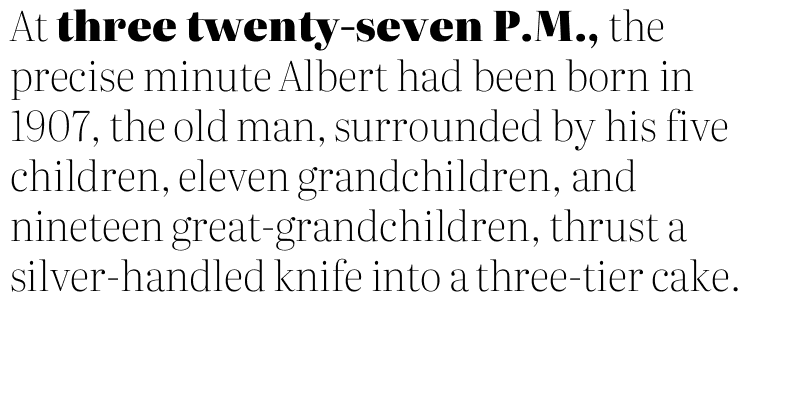 At three twenty-seven P.M., the
precise minute Albert had been born in
1907, the old man, surrounded by his five
children, eleven grandchildren, and
nineteen great-grandchildren, thrust a
silver-handled knife into a three-tier cake.